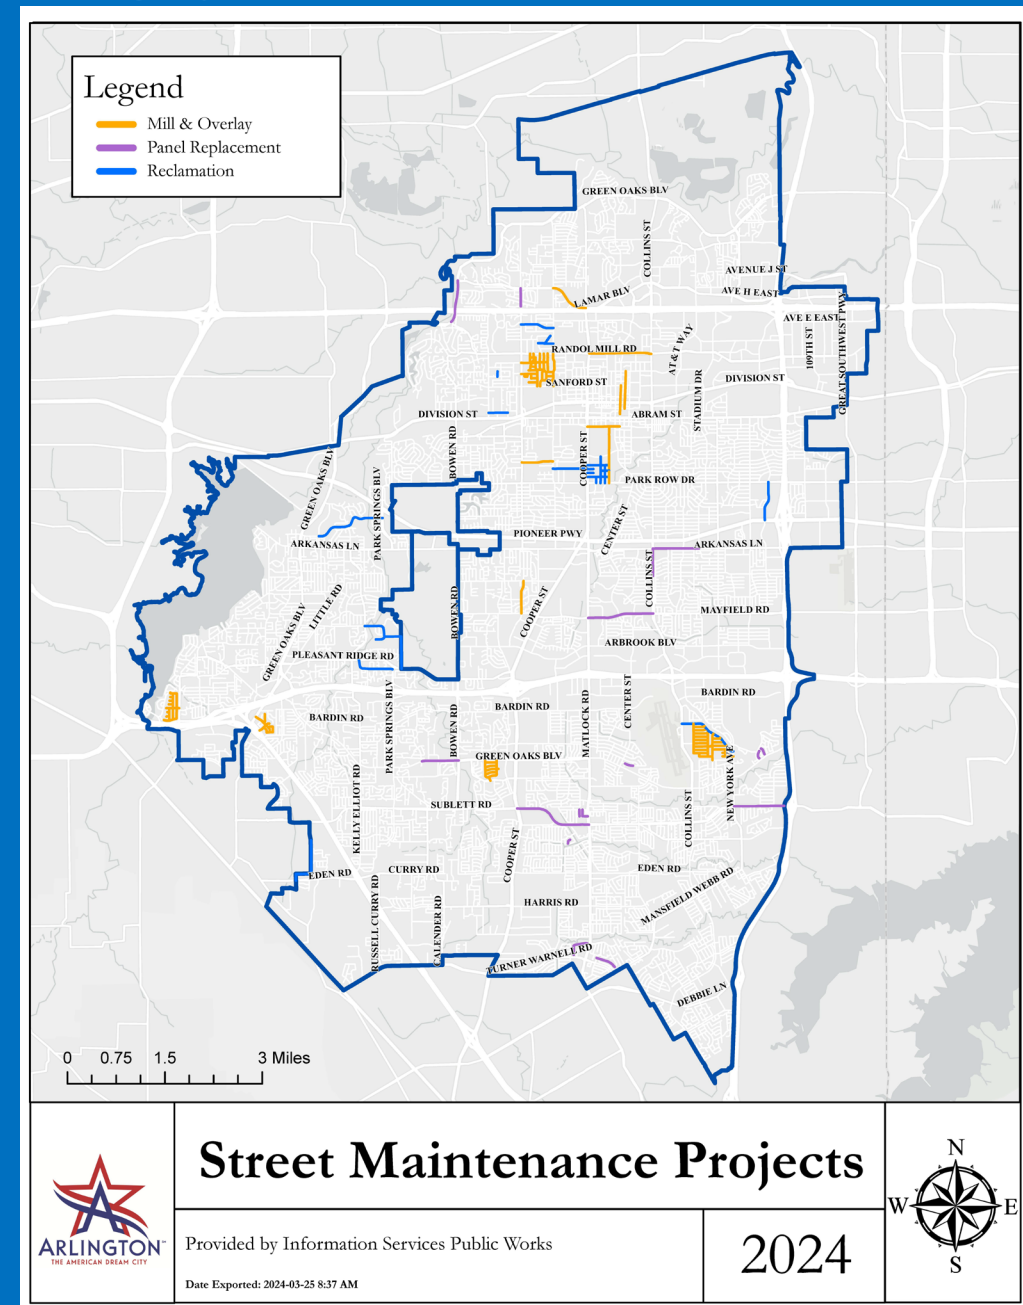 Legend
Mill & Overlay
Panel Replacement
Reclamation
GREEN OAKS BLV
COLLINS ST
AVENUE J ST
AVE H EAST
LAMAR BLV
AVE E EAST
109TH ST
GREAT SOUTHWEST PWY
AT&T WAY
RANDOL MILL RD
SANFORD ST
DIVISION ST
STADIUM DR
DIVISION ST
ABRAM ST
BOWEN RD
COOPER ST
GREEN OAKS BLV
PARK SPRINGS BLV
PARK ROW DR
CENTER ST
PIONEER PWY
ARKANSAS LN
ARKANSAS LN
COLLINS ST
LITTLE RD
BOWEN RD
COOPER ST
MAYFIELD RD
GREEN OAKS BLV
ARBROOK BLV
PLEASANT RIDGE RD
BARDIN RD
CENTER ST
MATLOCK RD
BARDIN RD
BARDIN RD
PARK SPRINGS BLV
BOWEN RD
GREEN OAKS BLV
NEW YORK AVE
KELLY ELLIOT RD
SUBLETT RD
COLLINS ST
COOPER ST
EDEN RD
CURRY RD
EDEN RD
MANSFIELD WEBB RD
HARRIS RD
RUSSELL CURRY RD
CALENDER RD
TURNER WARNELL RD
DEBBIE LN
0 0.75 1.5 3 Miles
Street Maintenance Projects
N
W E
S
ARLINGTON
THE AMERICAN DREAM CITY
Provided by Information Services Public Works
2024
Date Exported: 2024-03-25 8:37 AM